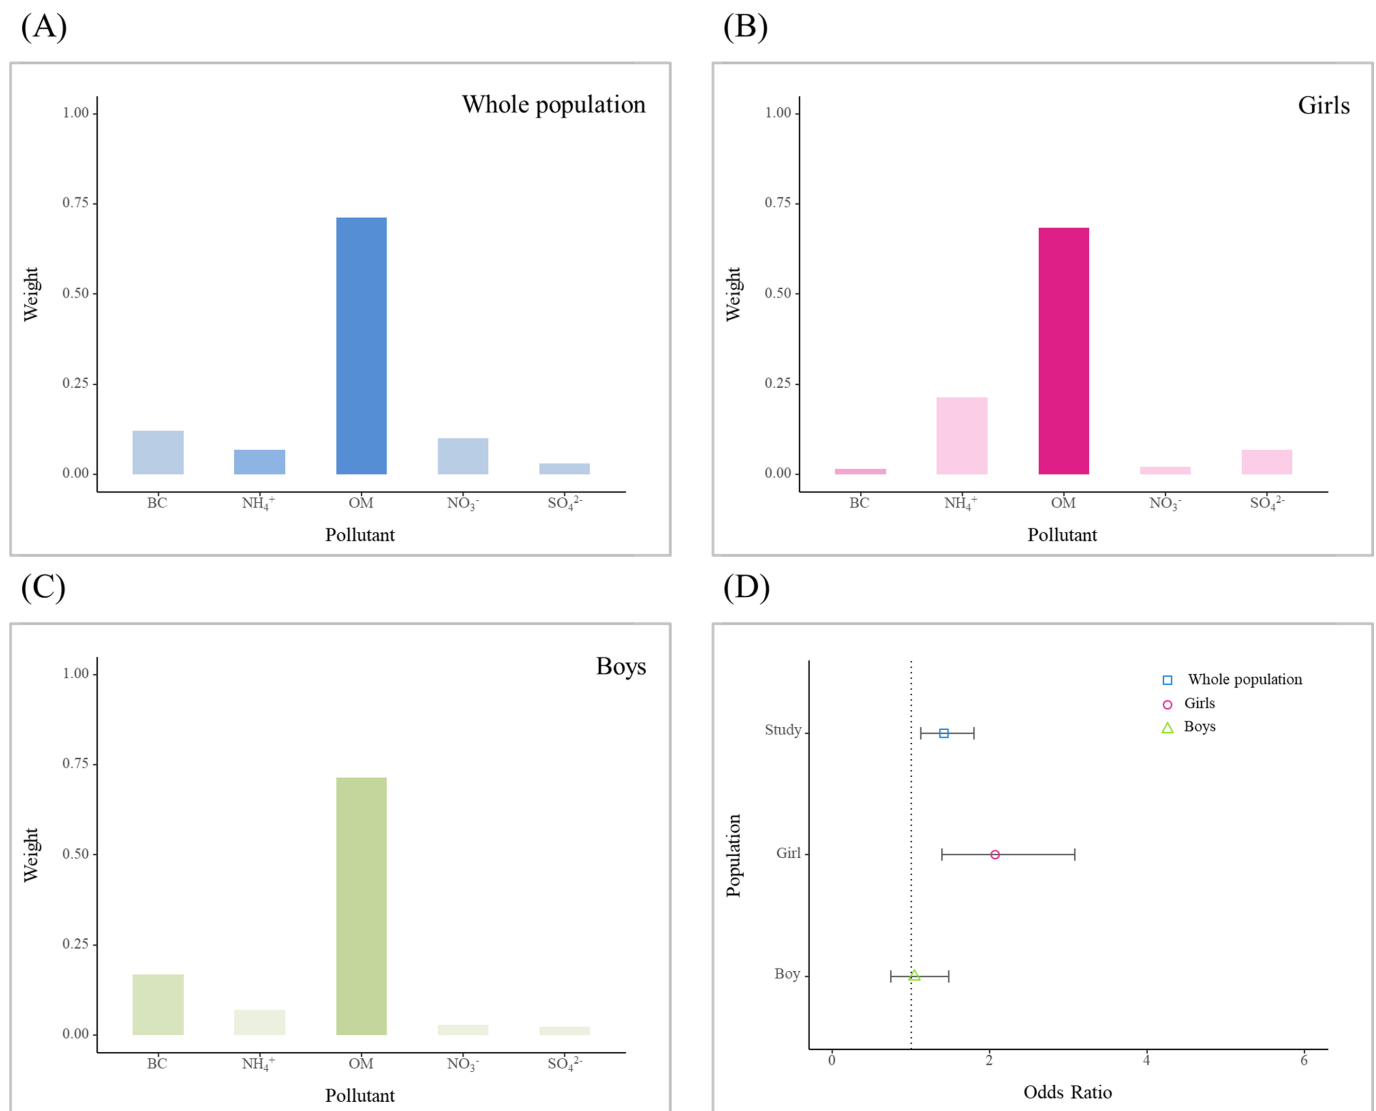 (A)
Whole population
1.00
0.75
0.50
0.25
0.00
Weight
BC NH₄⁺ OM NO₃⁻ SO₄²⁻
Pollutant
(B)
Girls
1.00
0.75
0.50
0.25
0.00
Weight
BC NH₄⁺ OM NO₃⁻ SO₄²⁻
Pollutant
(C)
Boys
1.00
0.75
0.50
0.25
0.00
Weight
BC NH₄⁺ OM NO₃⁻ SO₄²⁻
Pollutant
(D)
Whole population
Girls
Boys
Study
Girl
Boy
Population
0 2 4 6
Odds Ratio